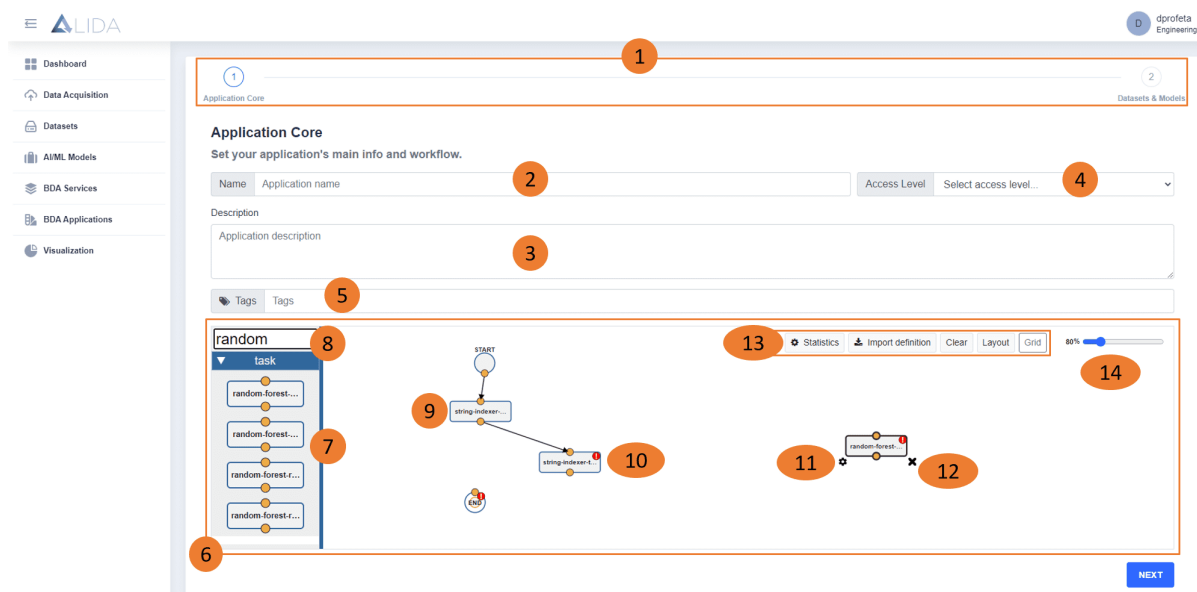 ALIDA
D
dprofeta
Engineering
Dashboard
Data Acquisition
Datasets
AI/ML Models
BDA Services
BDA Applications
Visualization
1
1
2
Application Core
Datasets & Models
Application Core
Set your application's main info and workflow.
Name
Application name
2
Access Level
Select access level...
4
Description
Application description
3
Tags
Tags
5
random
8
task
random-forest-...
random-forest-...
7
random-forest-r...
random-forest-r...
6
START
9
string-indexer-...
string-indexer-t...
10
END
13
Statistics
Import definition
Clear
Layout
Grid
80%
14
random-forest-...
11
12
NEXT